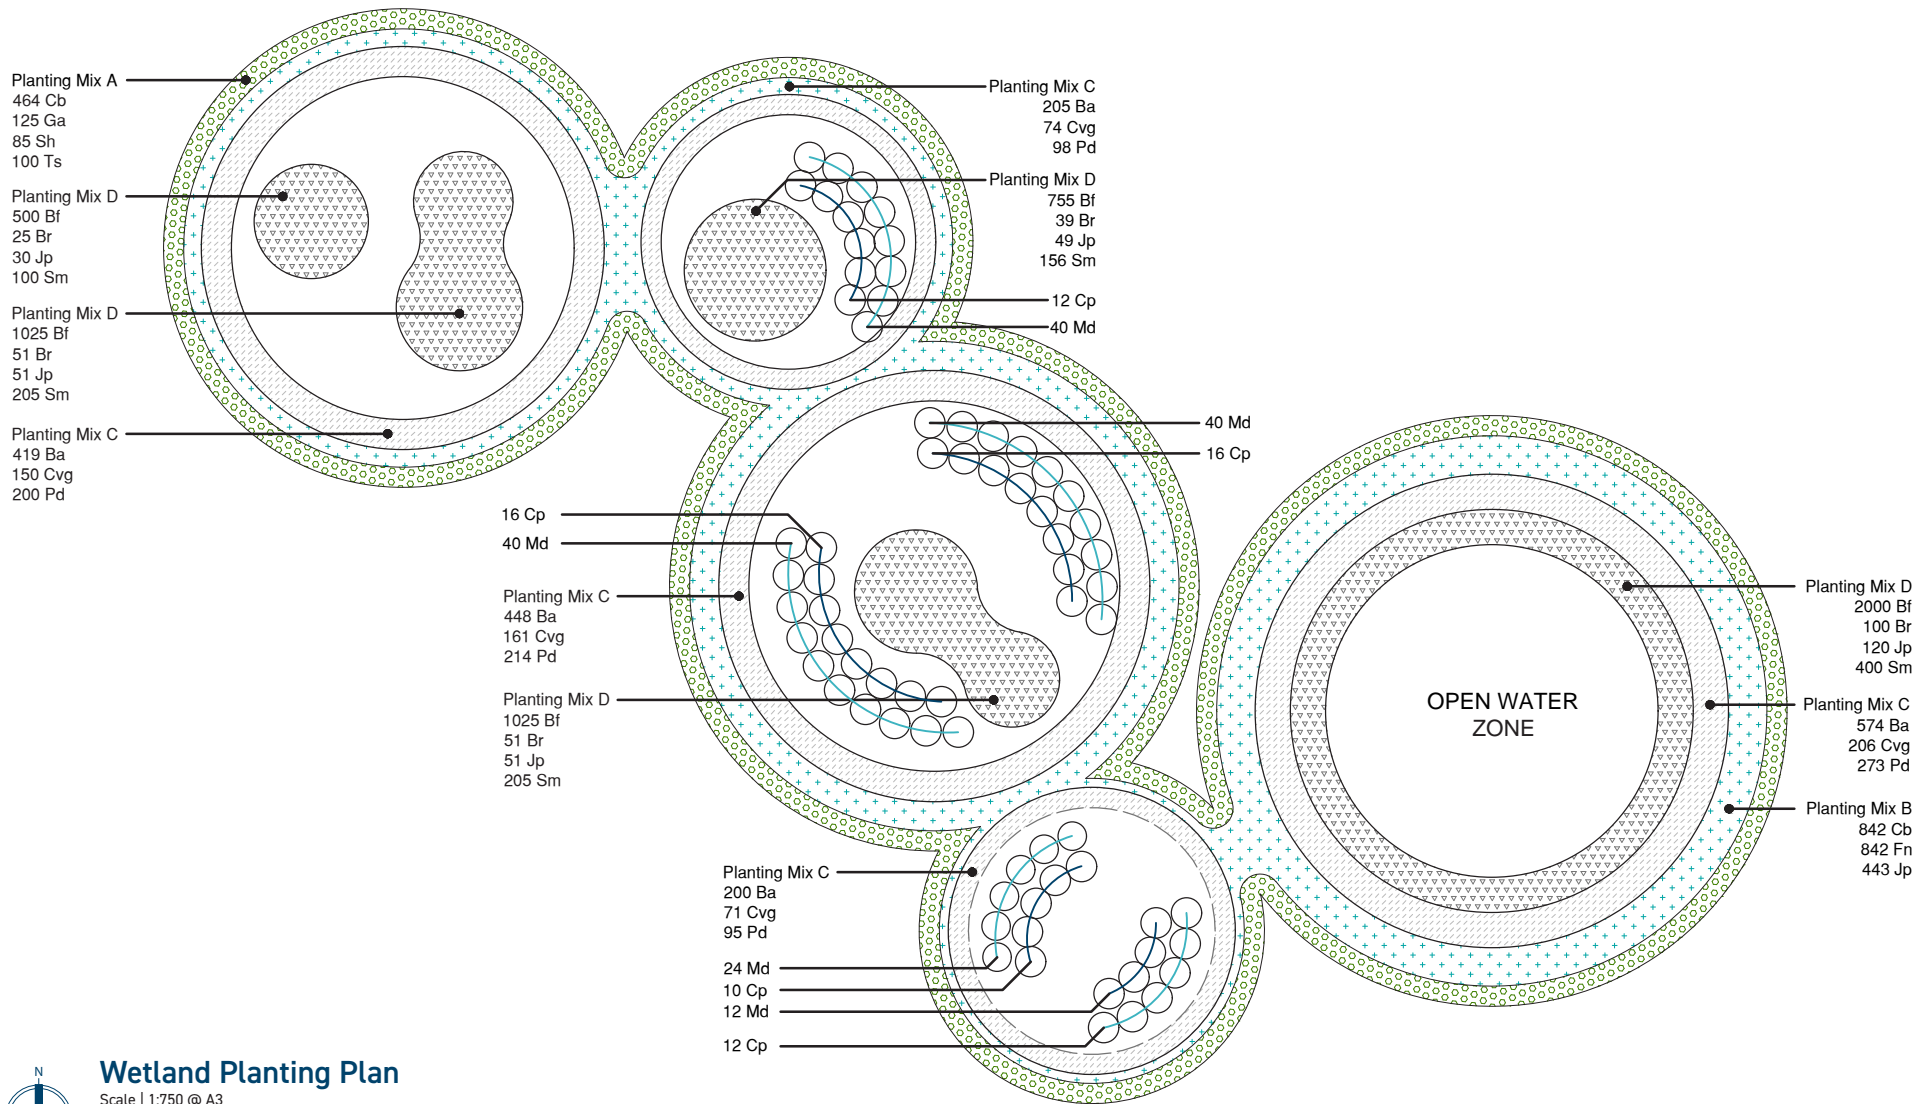 Planting Mix A
464 Cb
125 Ga
85 Sh
100 Ts
Planting Mix D
500 Bf
25 Br
30 Jp
100 Sm
Planting Mix D
1025 Bf
51 Br
51 Jp
205 Sm
Planting Mix C
419 Ba
150 Cvg
200 Pd
Planting Mix C
205 Ba
74 Cvg
98 Pd
Planting Mix D
755 Bf
39 Br
49 Jp
156 Sm
12 Cp
40 Md
40 Md
16 Cp
16 Cp
40 Md
Planting Mix C
448 Ba
161 Cvg
214 Pd
Planting Mix D
1025 Bf
51 Br
51 Jp
205 Sm
OPEN WATER
ZONE
Planting Mix D
2000 Bf
100 Br
120 Jp
400 Sm
Planting Mix C
574 Ba
206 Cvg
273 Pd
Planting Mix B
842 Cb
842 Fn
443 Jp
Planting Mix C
200 Ba
71 Cvg
95 Pd
24 Md
10 Cp
12 Md
12 Cp
N
Wetland Planting Plan
Scale | 1:750 @ A3